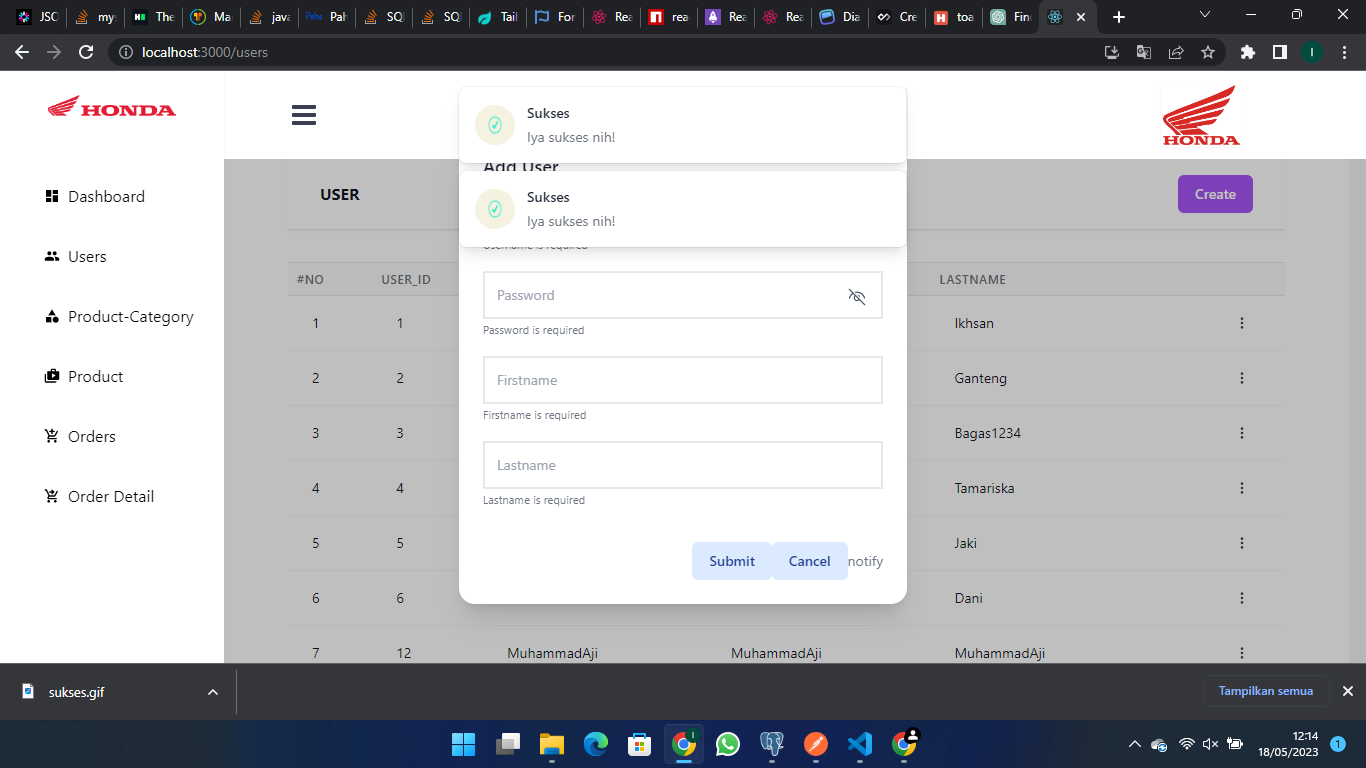 JSC
mys
The
Ma
java
Pah
SQ
SQ
Tail
For
Rea
rea
Rea
Rea
Dia
Cre
toa
Fin
localhost:3000/users
I
HONDA
HONDA
Dashboard
Users
Product-Category
Product
Orders
Order Detail
Sukses
Iya sukses nih!
Add User
Sukses
Iya sukses nih!
Username is required
Password
Password is required
Firstname
Firstname is required
Lastname
Lastname is required
Submit
Cancel
notify
USER
Create
#NO USER_ID LASTNAME
1 1 Ikhsan
2 2 Ganteng
3 3 Bagas1234
4 4 Tamariska
5 5 Jaki
6 6 Dani
7 12 MuhammadAji MuhammadAji MuhammadAji
sukses.gif
Tampilkan semua
12:14
18/05/2023
1